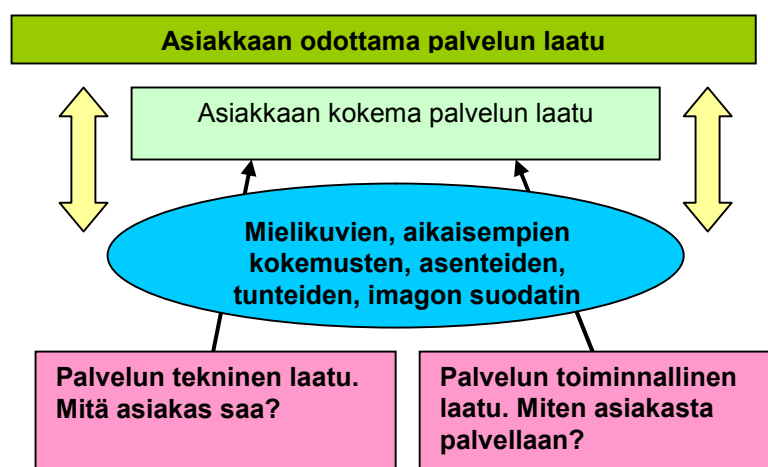 Asiakkaan odottama palvelun laatu
Asiakkaan kokema palvelun laatu
Mielikuvien, aikaisempien
kokemusten, asenteiden,
tunteiden, imagon suodatin
Palvelun tekninen laatu.
Mitä asiakas saa?
Palvelun toiminnallinen
laatu. Miten asiakasta
palvellaan?